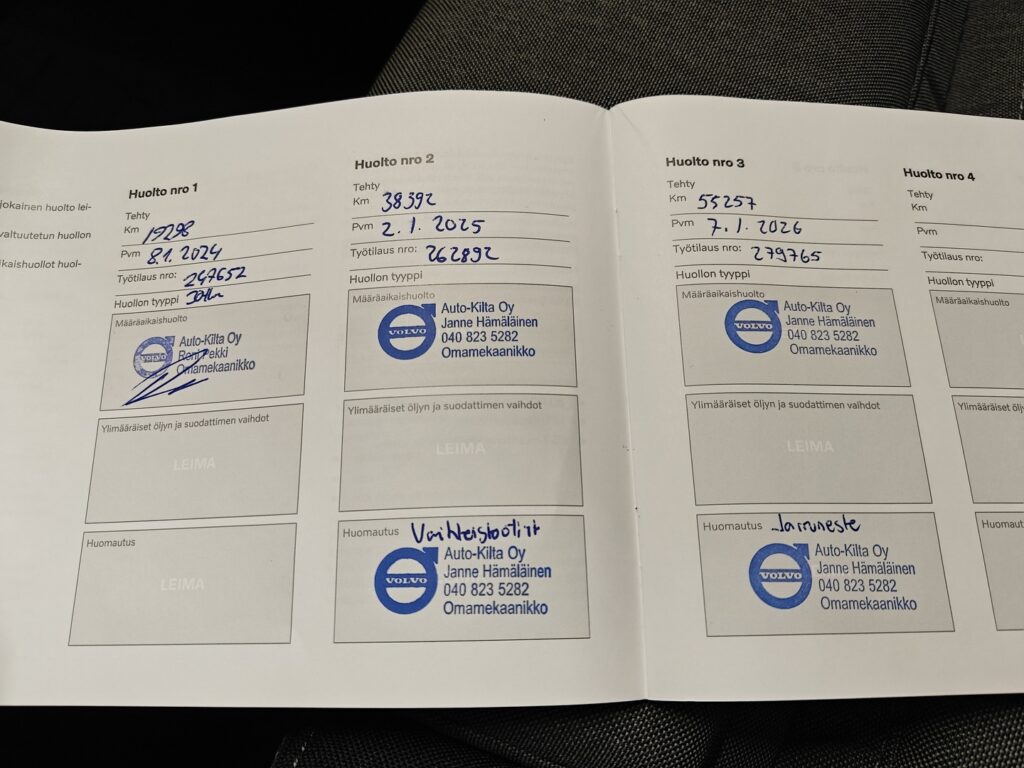 jokainen huolto lei-
valtuutetun huollon
kaishuollot huol-
Huolto nro 1
Tehty
Km 19298
Pvm 8.1.2024
Työtilaus nro: 247652
Huollon tyyppi
Määräaikaishuolto
VOLVO
Auto-Kilta Oy
Roni Pekki
Omamekaanikko
Ylimääräiset öljyn ja suodattimen vaihdot
LEIMA
Huomautus
LEIMA
Huolto nro 2
Tehty
Km 38392
Pvm 2.1.2025
Työtilaus nro: 262892
Huollon tyyppi
Määräaikaishuolto
VOLVO
Auto-Kilta Oy
Janne Hämäläinen
040 823 5282
Omamekaanikko
Ylimääräiset öljyn ja suodattimen vaihdot
LEIMA
Huomautus Vaihteistoöljyt
VOLVO
Auto-Kilta Oy
Janne Hämäläinen
040 823 5282
Omamekaanikko
Huolto nro 3
Tehty
Km 55257
Pvm 7.1.2026
Työtilaus nro: 279765
Huollon tyyppi
Määräaikaishuolto
VOLVO
Auto-Kilta Oy
Janne Hämäläinen
040 823 5282
Omamekaanikko
Ylimääräiset öljyn ja suodattimen vaihdot
LEIMA
Huomautus Jarruneste
VOLVO
Auto-Kilta Oy
Janne Hämäläinen
040 823 5282
Omamekaanikko
Huolto nro 4
Tehty
Km
Pvm
Työtilaus nro:
Huollon tyyppi
Määräaikaishuolto
Ylimääräiset öl
Huomautus